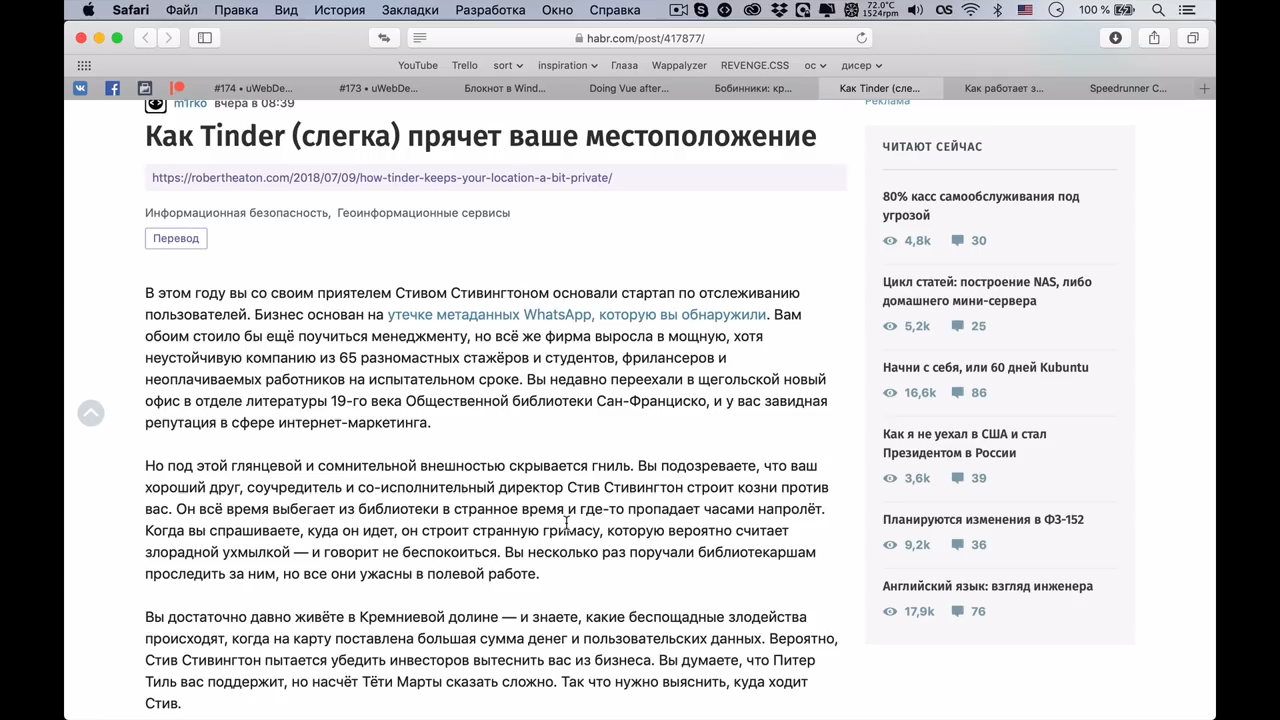 Safari Файл Правка Вид История Закладки Разработка Окно Справка 72.0°C 1524rpm 100 %
habr.com/post/417877/
YouTube Trello sort inspiration Глаза Wappalyzer REVENGE.CSS ос дисер
#174 • uWebDe... #173 • uWebDe... Блокнот в Wind... Doing Vue after... Бобинники: кр... Как Tinder (сле... Как работает з... Speedrunner C...
m1rko вчера в 08:39
Реклама
Как Tinder (слегка) прячет ваше местоположение
https://robertheaton.com/2018/07/09/how-tinder-keeps-your-location-a-bit-private/
Информационная безопасность, Геоинформационные сервисы
Перевод
В этом году вы со своим приятелем Стивом Стивингтоном основали стартап по отслеживанию
пользователей. Бизнес основан на утечке метаданных WhatsApp, которую вы обнаружили. Вам
обоим стоило бы ещё поучиться менеджменту, но всё же фирма выросла в мощную, хотя
неустойчивую компанию из 65 разномастных стажёров и студентов, фрилансеров и
неоплачиваемых работников на испытательном сроке. Вы недавно переехали в щегольской новый
офис в отделе литературы 19-го века Общественной библиотеки Сан-Франциско, и у вас завидная
репутация в сфере интернет-маркетинга.
Но под этой глянцевой и сомнительной внешностью скрывается гниль. Вы подозреваете, что ваш
хороший друг, соучредитель и со-исполнительный директор Стив Стивингтон строит козни против
вас. Он всё время выбегает из библиотеки в странное время и где-то пропадает часами напролёт.
Когда вы спрашиваете, куда он идет, он строит странную гримасу, которую вероятно считает
злорадной ухмылкой — и говорит не беспокоиться. Вы несколько раз поручали библиотекаршам
проследить за ним, но все они ужасны в полевой работе.
Вы достаточно давно живёте в Кремниевой долине — и знаете, какие беспощадные злодейства
происходят, когда на карту поставлена большая сумма денег и пользовательских данных. Вероятно,
Стив Стивингтон пытается убедить инвесторов вытеснить вас из бизнеса. Вы думаете, что Питер
Тиль вас поддержит, но насчёт Тёти Марты сказать сложно. Так что нужно выяснить, куда ходит
Стив.
ЧИТАЮТ СЕЙЧАС
80% касс самообслуживания под
угрозой
4,8k 30
Цикл статей: построение NAS, либо
домашнего мини-сервера
5,2k 25
Начни с себя, или 60 дней Kubuntu
16,6k 86
Как я не уехал в США и стал
Президентом в России
3,6k 39
Планируются изменения в ФЗ-152
9,2k 36
Английский язык: взгляд инженера
17,9k 76